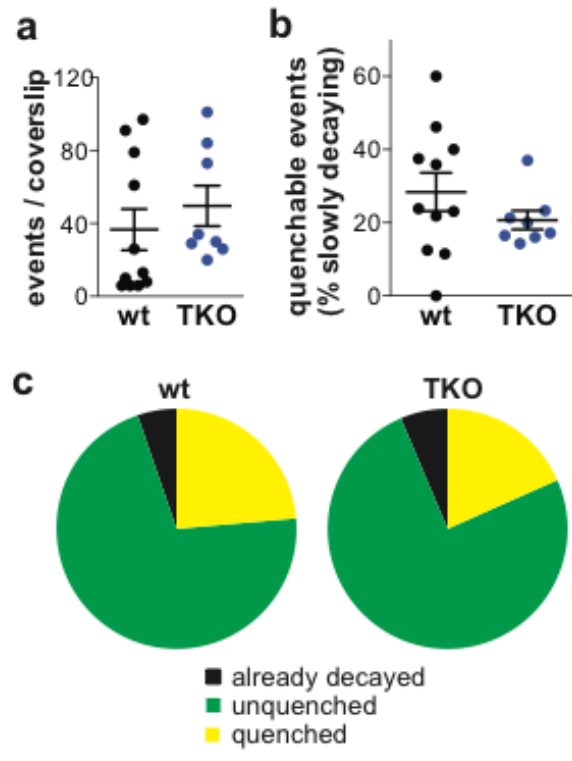 a
events / coverslip
120
80
40
0
wt TKO
b
quenchable events
(% slowly decaying)
60
40
20
0
wt TKO
c
wt
TKO
already decayed
unquenched
quenched